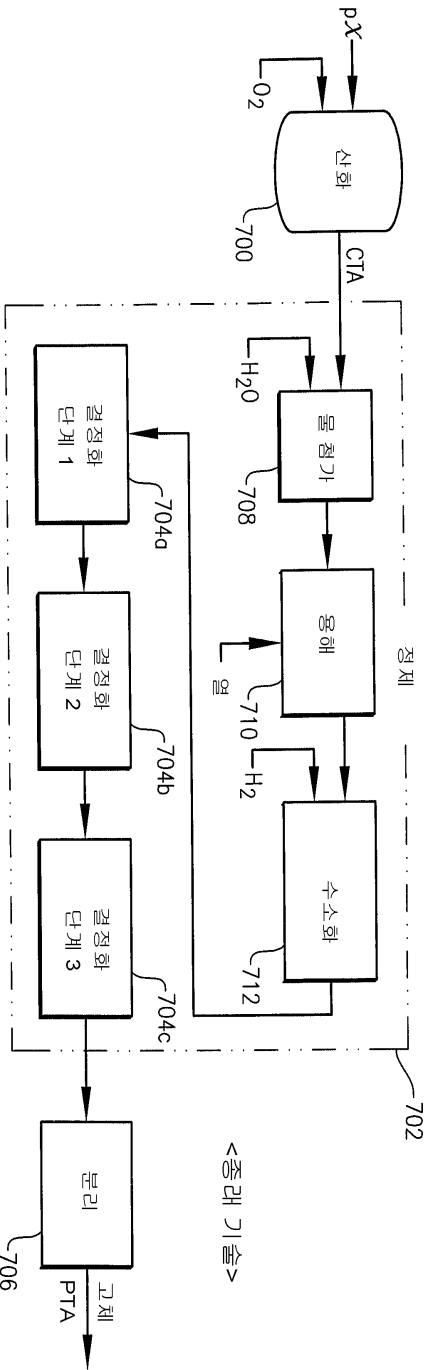 pX
O2
산화
700
CTA
정제
H2O
물 첨가
708
용해
열
710
H2
수소화
712
702
결정화
단계 1
704a
결정화
단계 2
704b
결정화
단계 3
704c
<종래 기술>
분리
706
고체
PTA